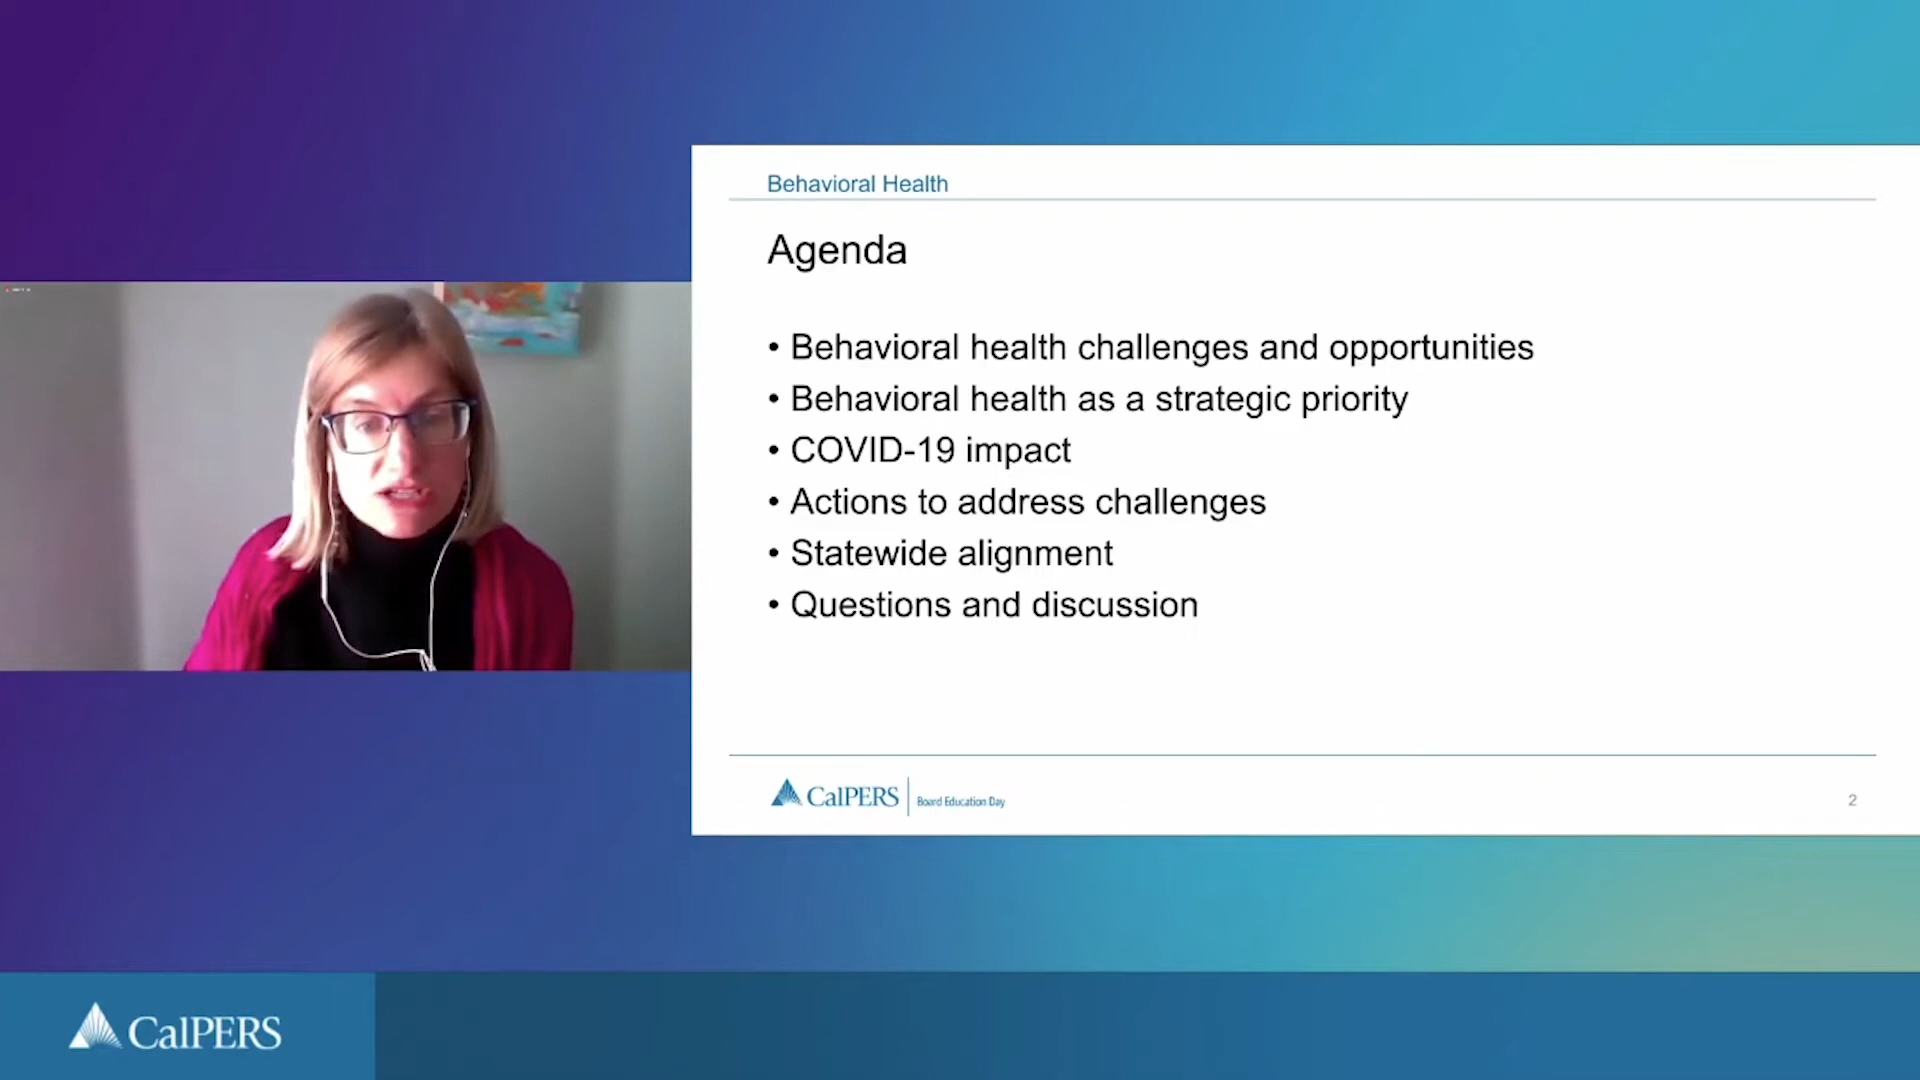 Behavioral Health
Agenda
• Behavioral health challenges and opportunities
• Behavioral health as a strategic priority
• COVID-19 impact
• Actions to address challenges
• Statewide alignment
• Questions and discussion
CalPERS | Board Education Day
2
CalPERS